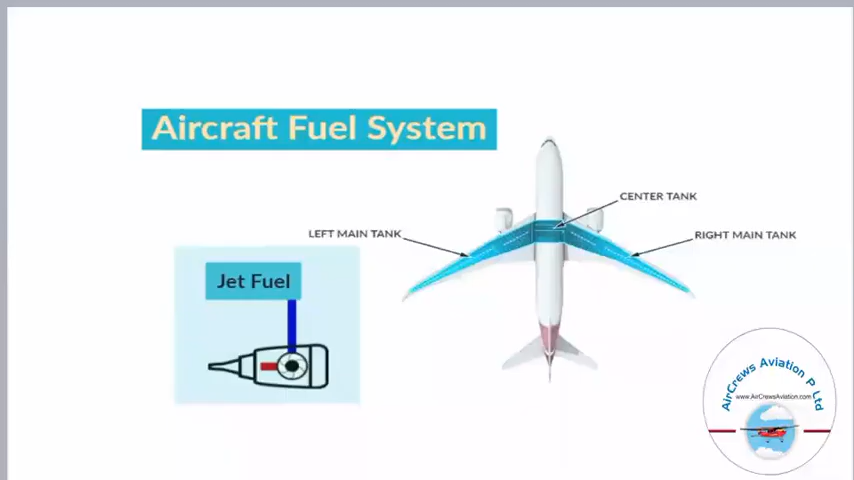 Aircraft Fuel System
CENTER TANK
LEFT MAIN TANK
RIGHT MAIN TANK
Jet Fuel
AirCrews Aviation P Ltd
www.AirCrewsAviation.com